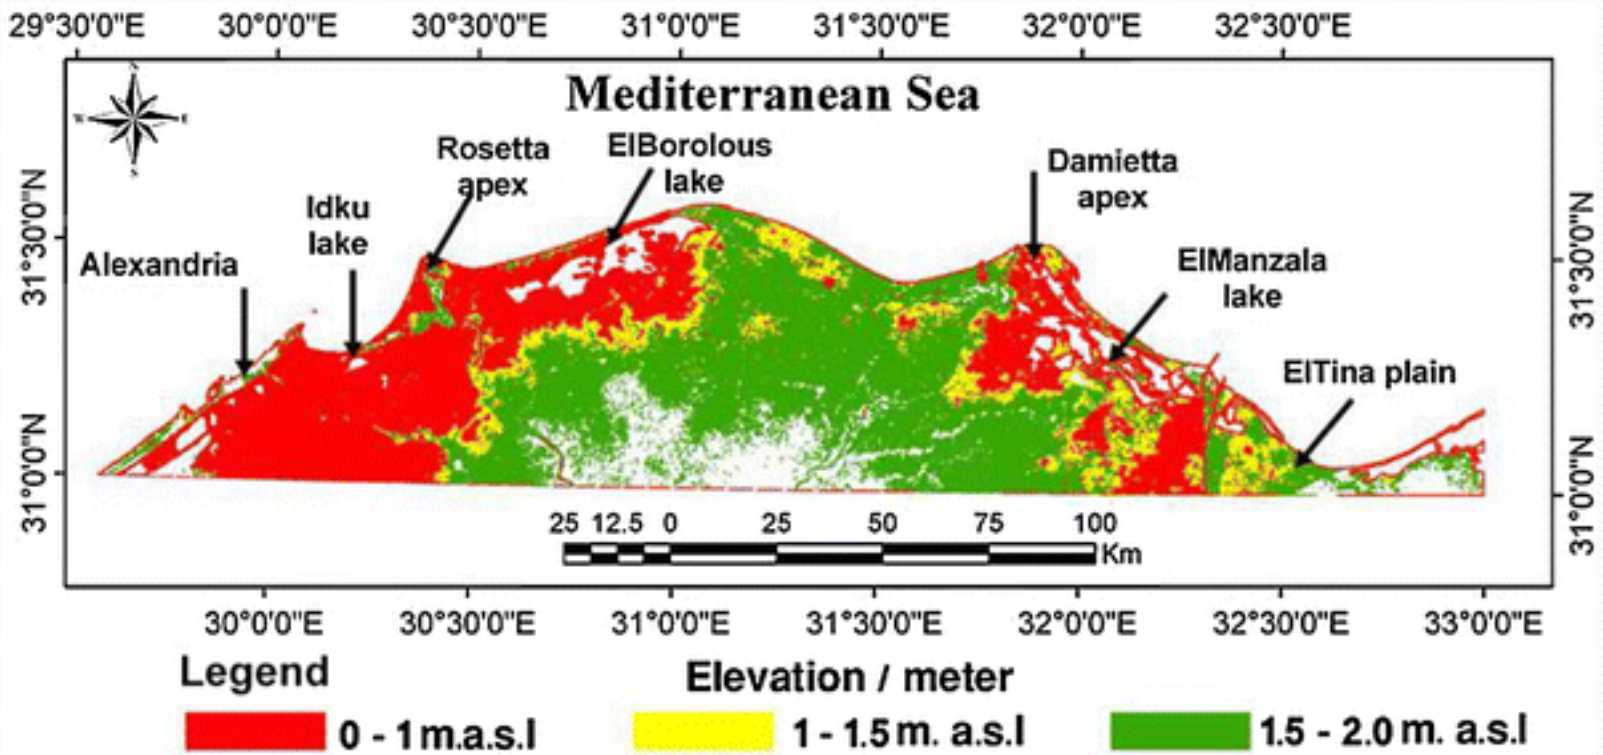 29°30'0"E 30°0'0"E 30°30'0"E 31°0'0"E 31°30'0"E 32°0'0"E 32°30'0"E
Mediterranean Sea
N
W E
S
Rosetta
apex
ElBorolous
lake
Damietta
apex
Idku
lake
Alexandria
ElManzala
lake
ElTina plain
31°30'0"N
31°0'0"N
31°30'0"N
31°0'0"N
25 12.5 0 25 50 75 100
Km
30°0'0"E 30°30'0"E 31°0'0"E 31°30'0"E 32°0'0"E 32°30'0"E 33°0'0"E
Legend
Elevation / meter
0 - 1 m.a.s.l
1 - 1.5 m. a.s.l
1.5 - 2.0 m. a.s.l